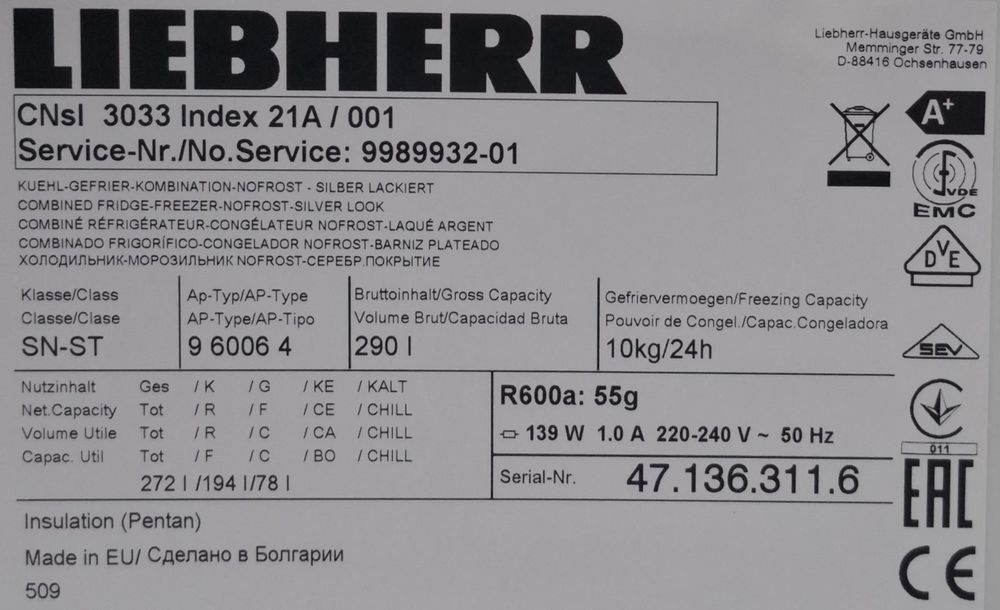 LIEBHERR
Liebherr-Hausgeräte GmbH
Memminger Str. 77-79
D-88416 Ochsenhausen
CNsl 3033 Index 21A / 001
Service-Nr./No.Service: 9989932-01
A+
VDE
EMC
DVE
SEV
011
EAC
CE
KUEHL-GEFRIER-KOMBINATION-NOFROST - SILBER LACKIERT
COMBINED FRIDGE-FREEZER-NOFROST-SILVER LOOK
COMBINÉ RÉFRIGÉRATEUR-CONGÉLATEUR NOFROST-LAQUÉ ARGENT
COMBINADO FRIGORÍFICO-CONGELADOR NOFROST-BARNIZ PLATEADO
ХОЛОДИЛЬНИК-МОРОЗИЛЬНИК NOFROST-СЕРЕБР.ПОКРЫТИЕ
Klasse/Class
Classe/Clase
SN-ST
Ap-Typ/AP-Type
AP-Type/AP-Tipo
9 6006 4
Bruttoinhalt/Gross Capacity
Volume Brut/Capacidad Bruta
290 l
Gefriervermoegen/Freezing Capacity
Pouvoir de Congel./Capac.Congeladora
10kg/24h
Nutzinhalt Ges / K / G / KE / KALT
Net.Capacity Tot / R / F / CE / CHILL
Volume Utile Tot / R / C / CA / CHILL
Capac. Util Tot / F / C / BO / CHILL
272 l /194 l/78 l
R600a: 55g
139 W 1.0 A 220-240 V ~ 50 Hz
Serial-Nr. 47.136.311.6
Insulation (Pentan)
Made in EU/ Сделано в Болгарии
509